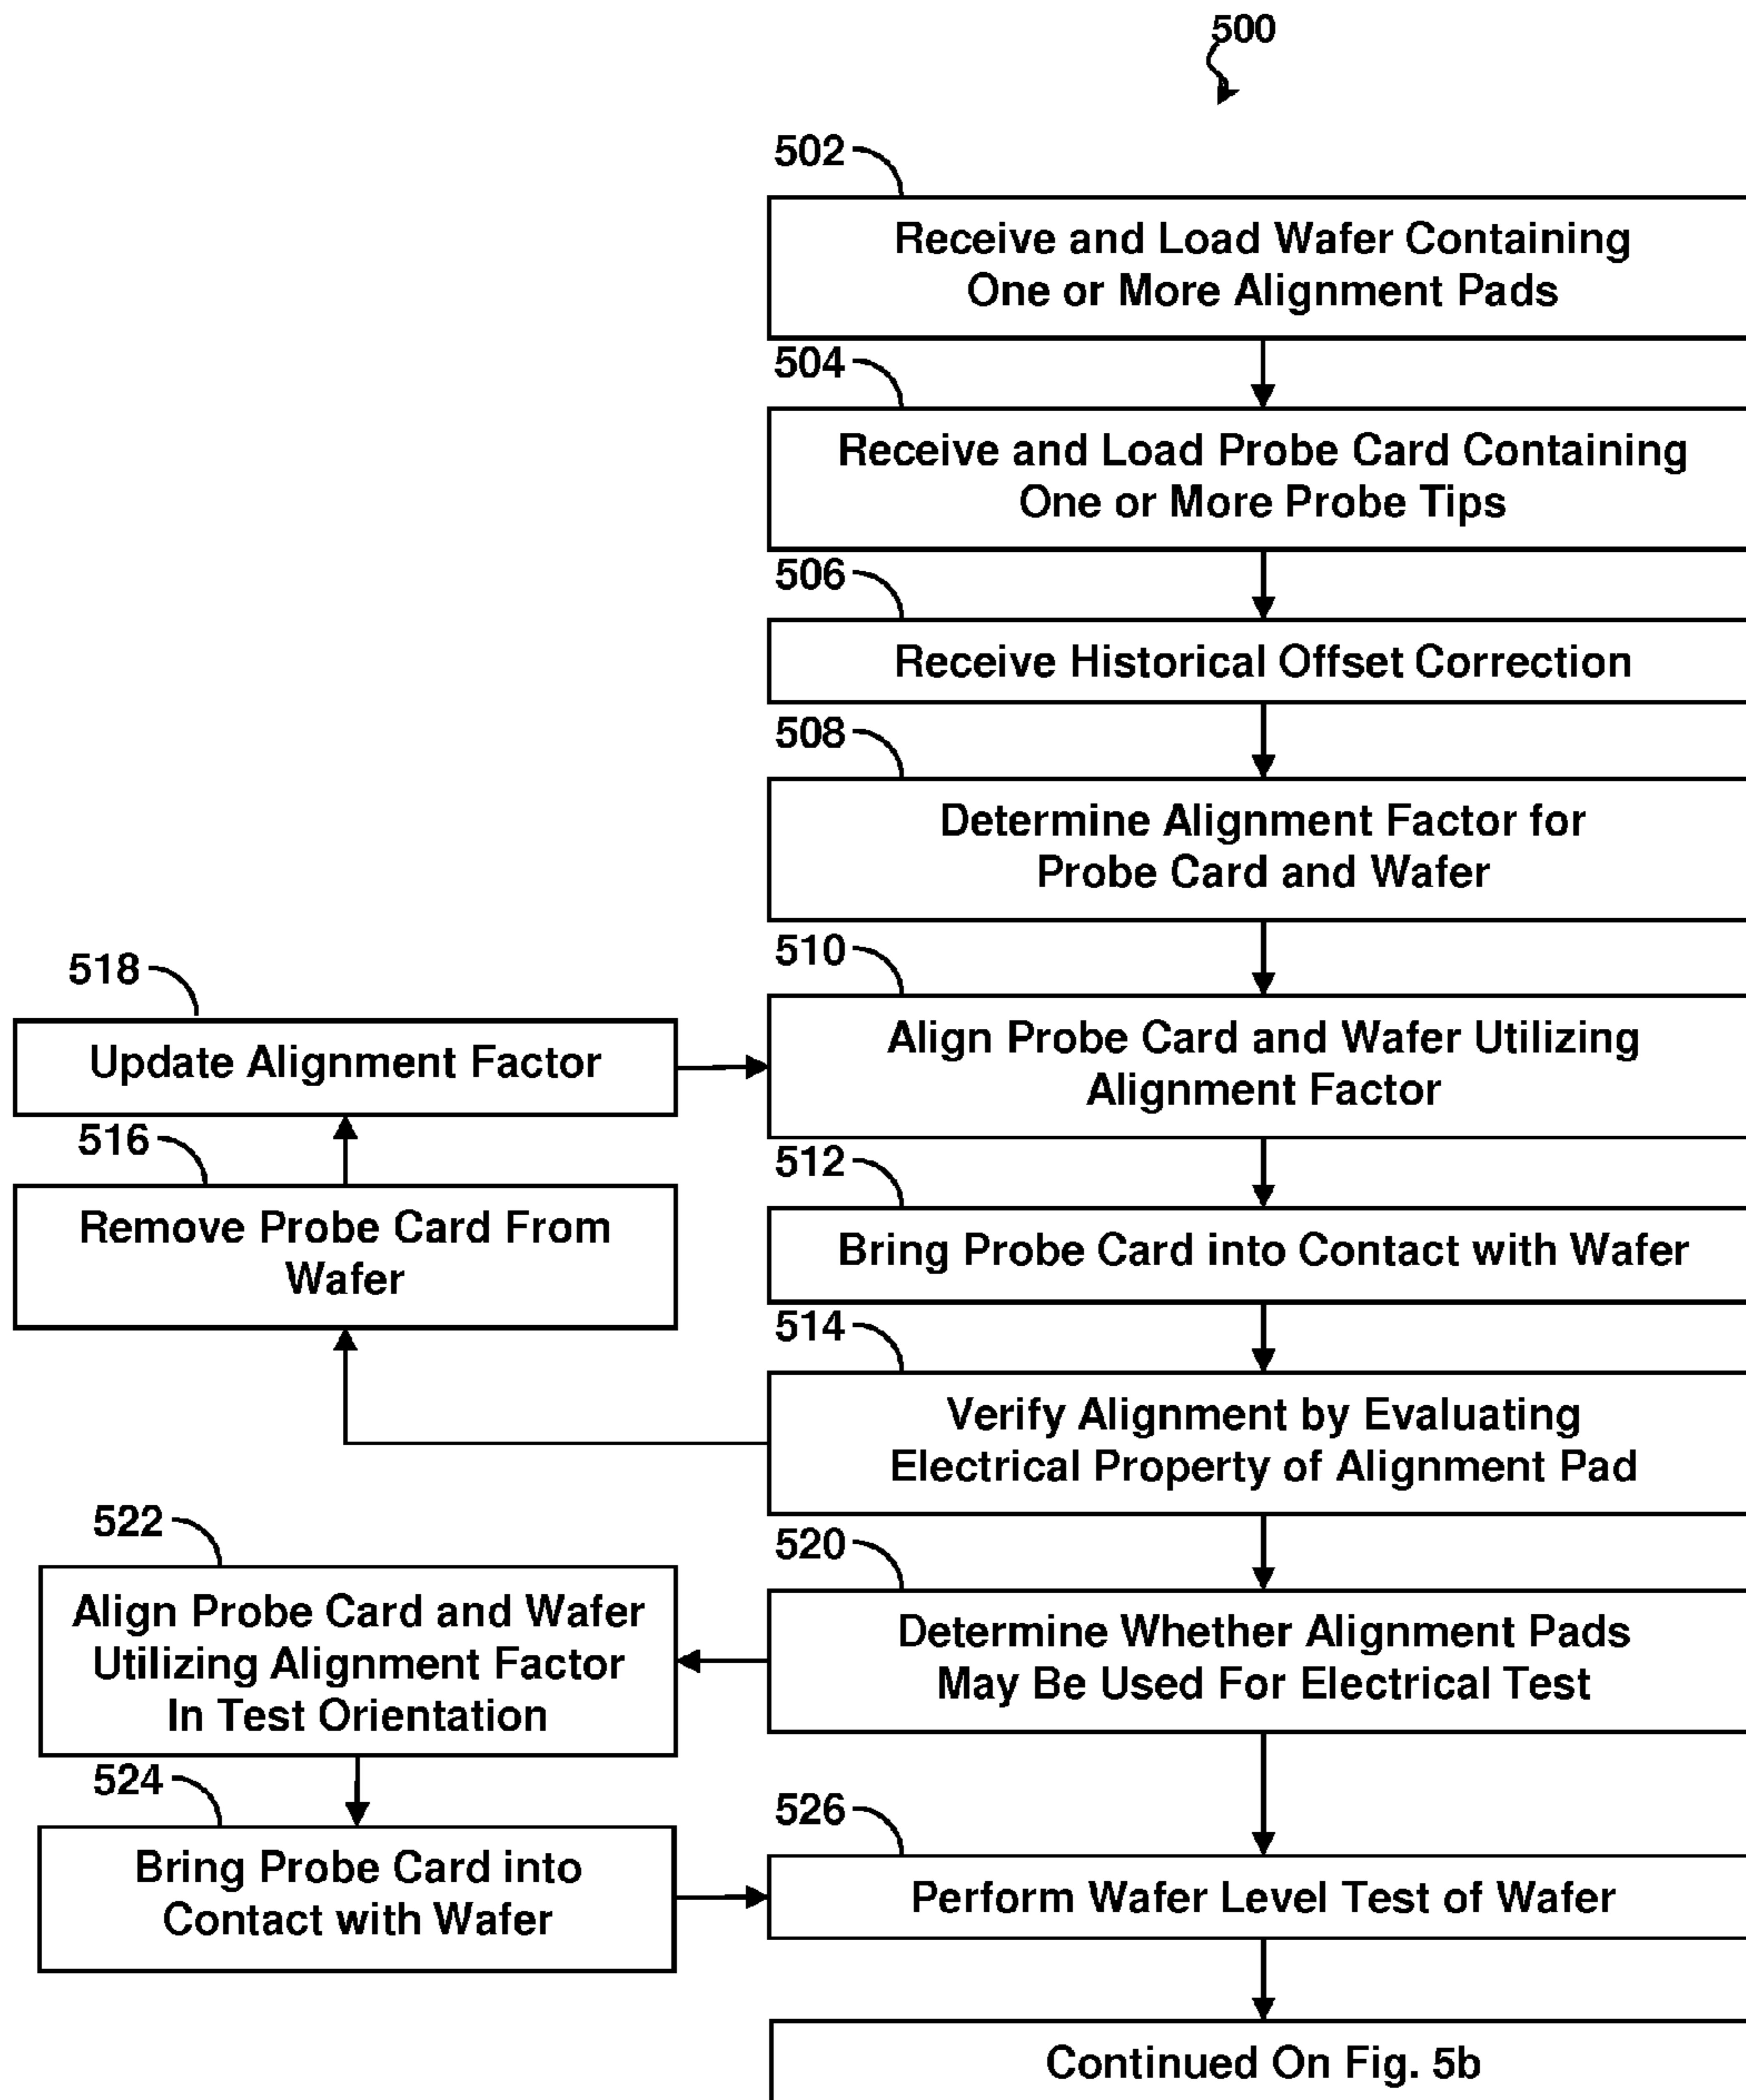 500
502
Receive and Load Wafer Containing
One or More Alignment Pads
504
Receive and Load Probe Card Containing
One or More Probe Tips
506
Receive Historical Offset Correction
508
Determine Alignment Factor for
Probe Card and Wafer
510
Align Probe Card and Wafer Utilizing
Alignment Factor
518
Update Alignment Factor
512
Bring Probe Card into Contact with Wafer
516
Remove Probe Card From
Wafer
514
Verify Alignment by Evaluating
Electrical Property of Alignment Pad
520
Determine Whether Alignment Pads
May Be Used For Electrical Test
522
Align Probe Card and Wafer
Utilizing Alignment Factor
In Test Orientation
524
Bring Probe Card into
Contact with Wafer
526
Perform Wafer Level Test of Wafer
Continued On Fig. 5b